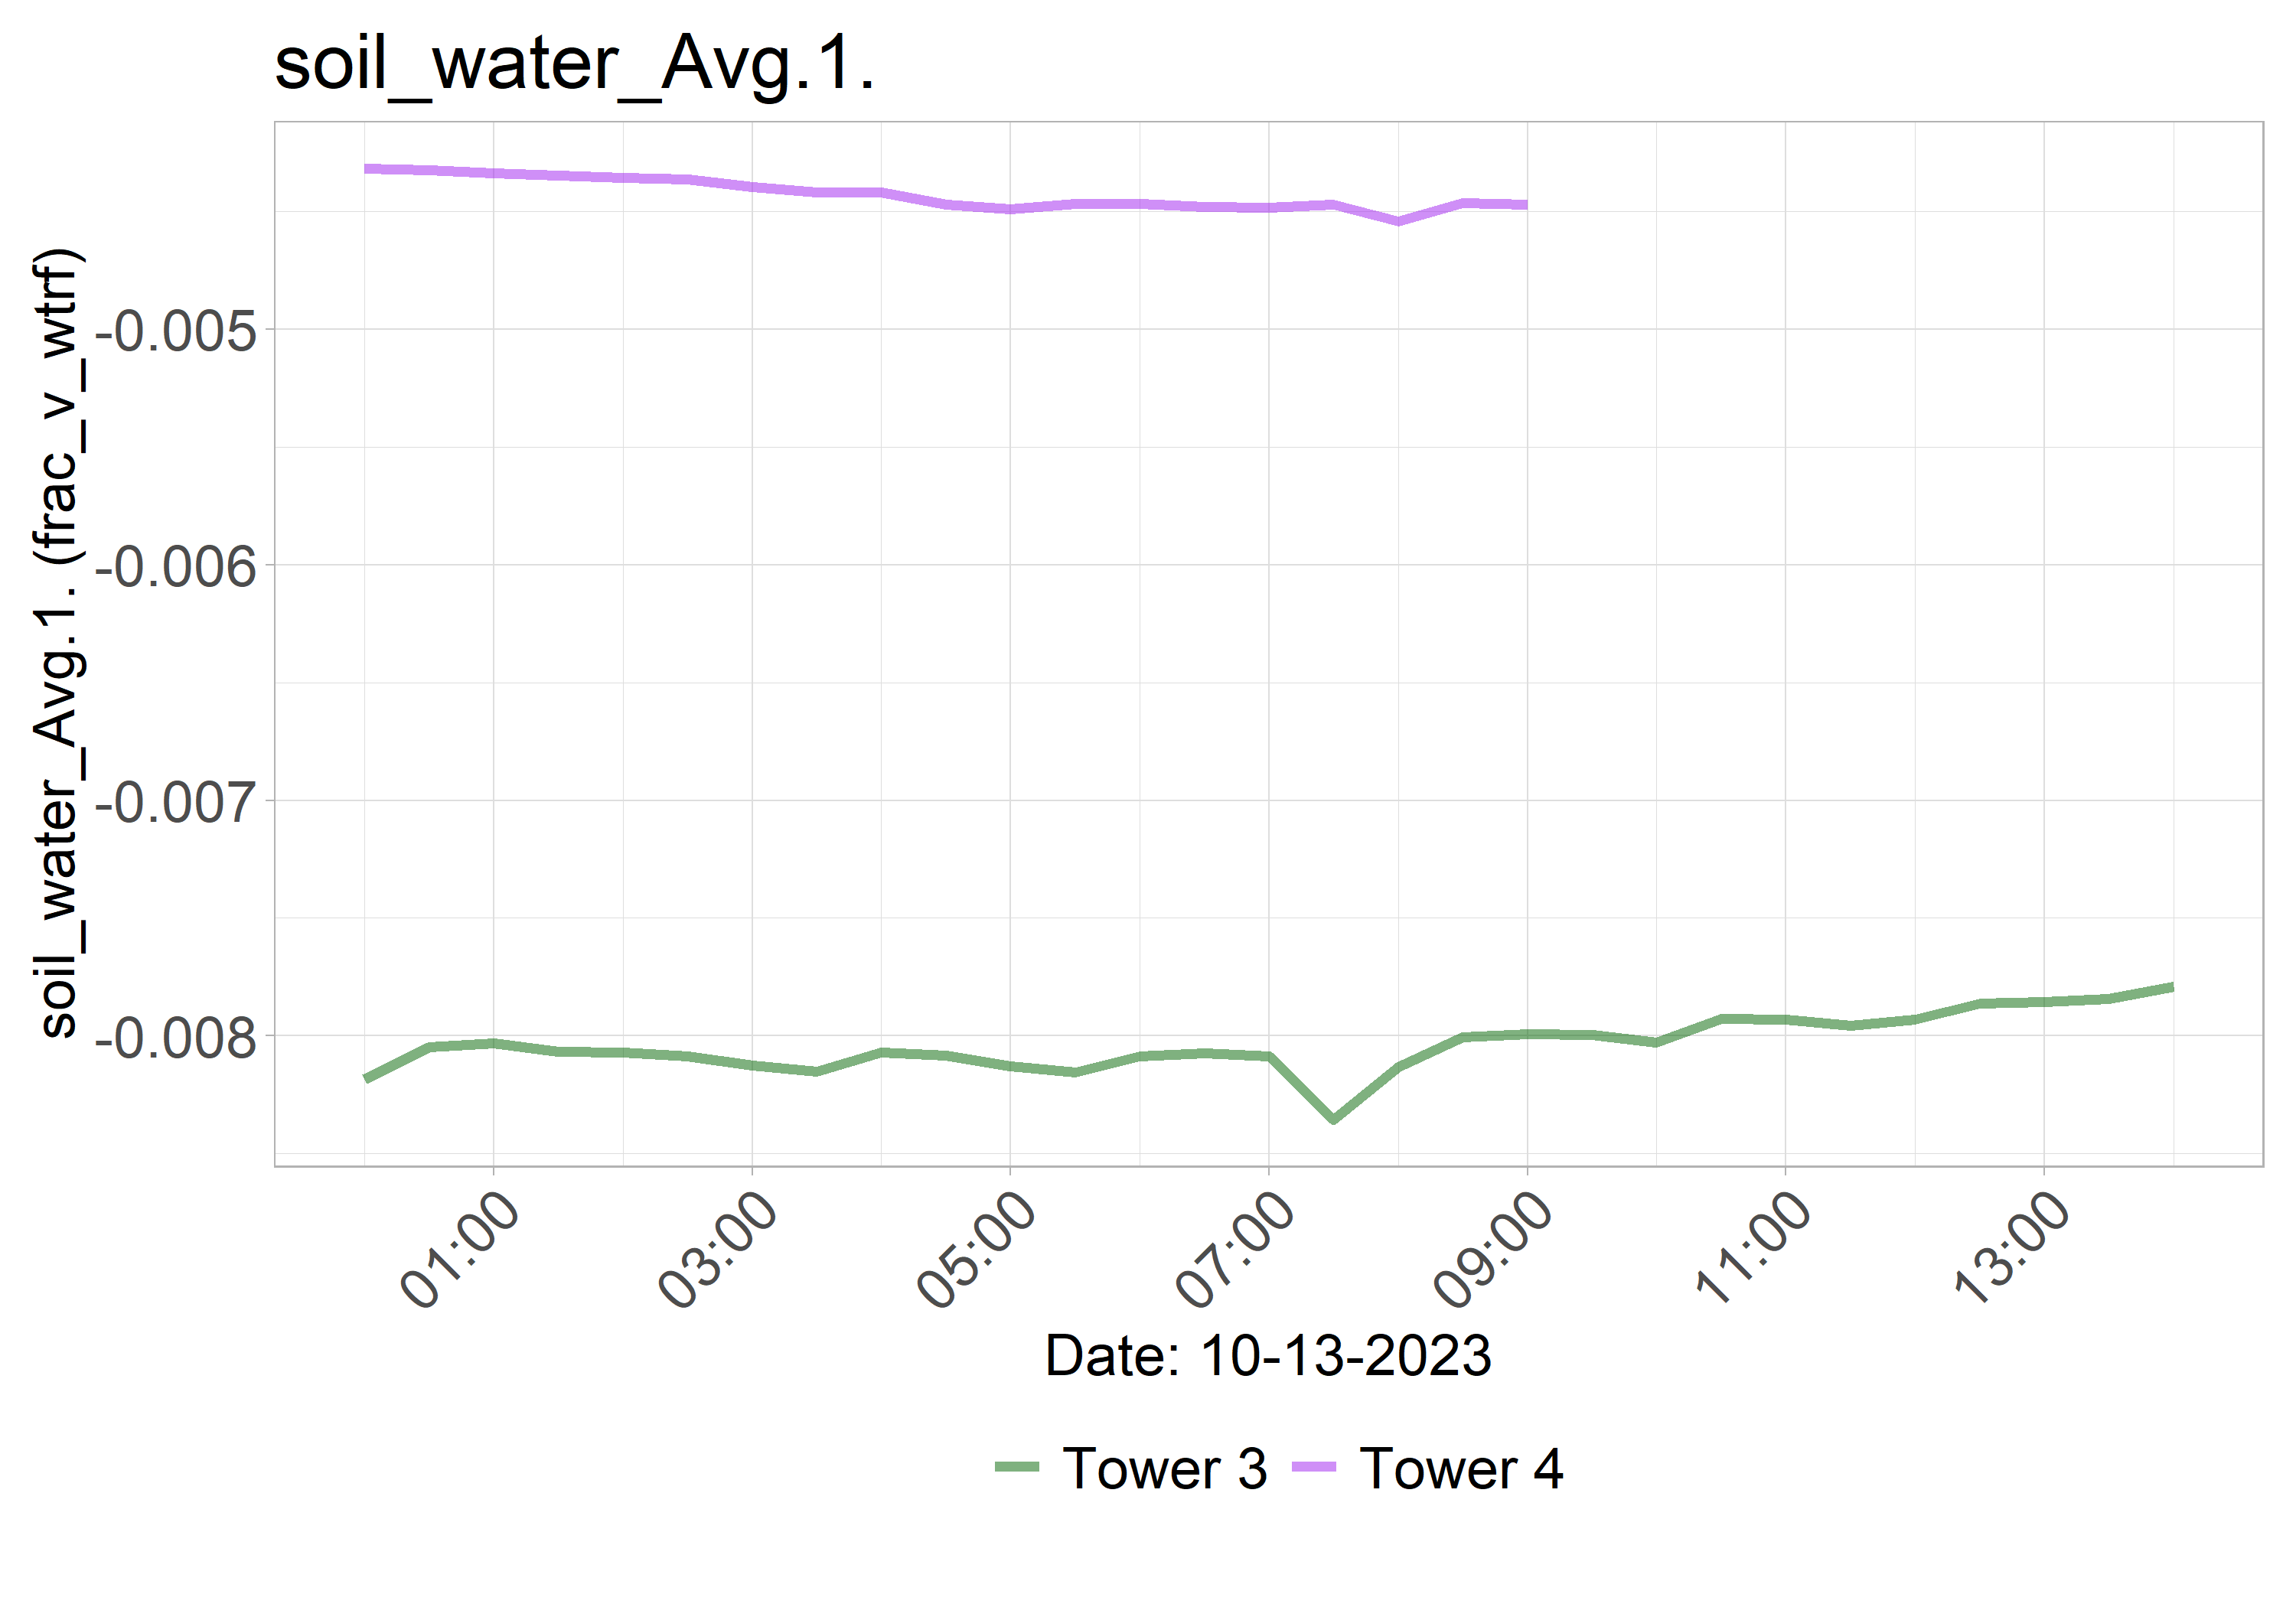 soil_water_Avg.1.
soil_water_Avg.1. (frac_v_wtrf)
-0.005
-0.006
-0.007
-0.008
01:00
03:00
05:00
07:00
09:00
11:00
13:00
Date: 10-13-2023
Tower 3
Tower 4